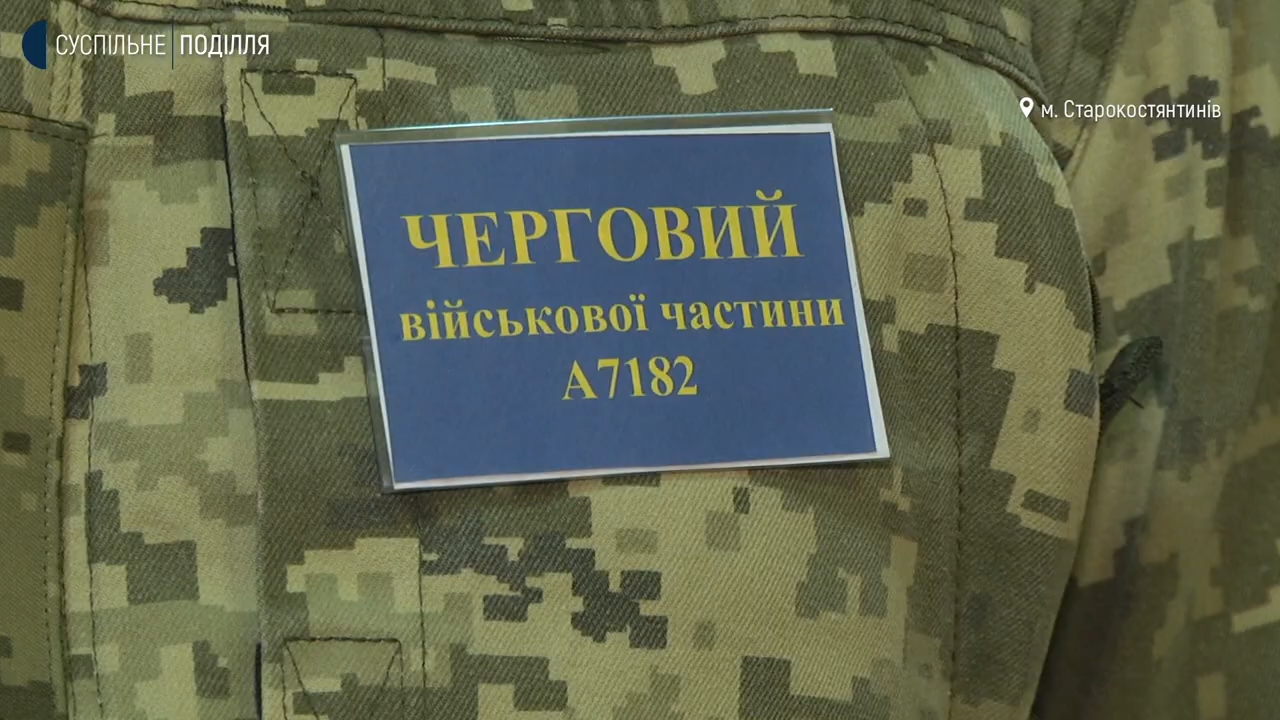 СУСПІЛЬНЕ ПОДІЛЛЯ
м. Старокостянтинів
ЧЕРГОВИЙ
військової частини
А7182